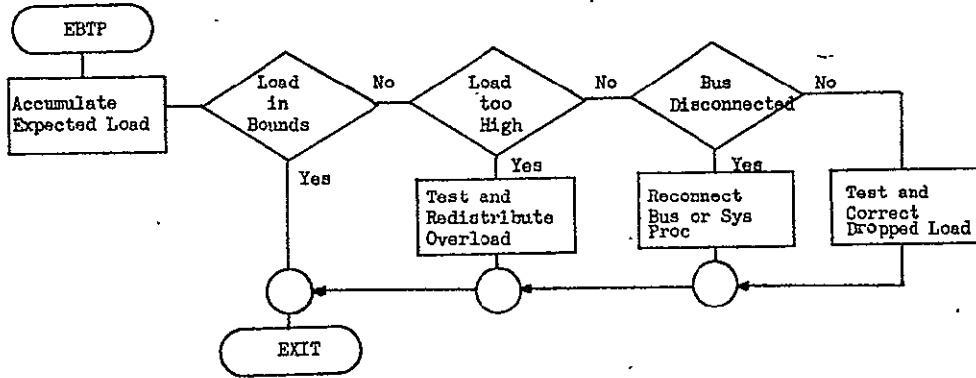 EBTP
Accumulate
Expected Load
Load
in
Bounds
No
Yes
Load
too
High
No
Yes
Test and
Redistribute
Overload
Bus
Disconnected
No
Yes
Reconnect
Bus or Sys
Proc
Test and
Correct
Dropped Load
EXIT